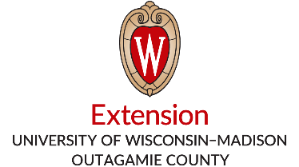 W
Extension
UNIVERSITY OF WISCONSIN–MADISON
OUTAGAMIE COUNTY